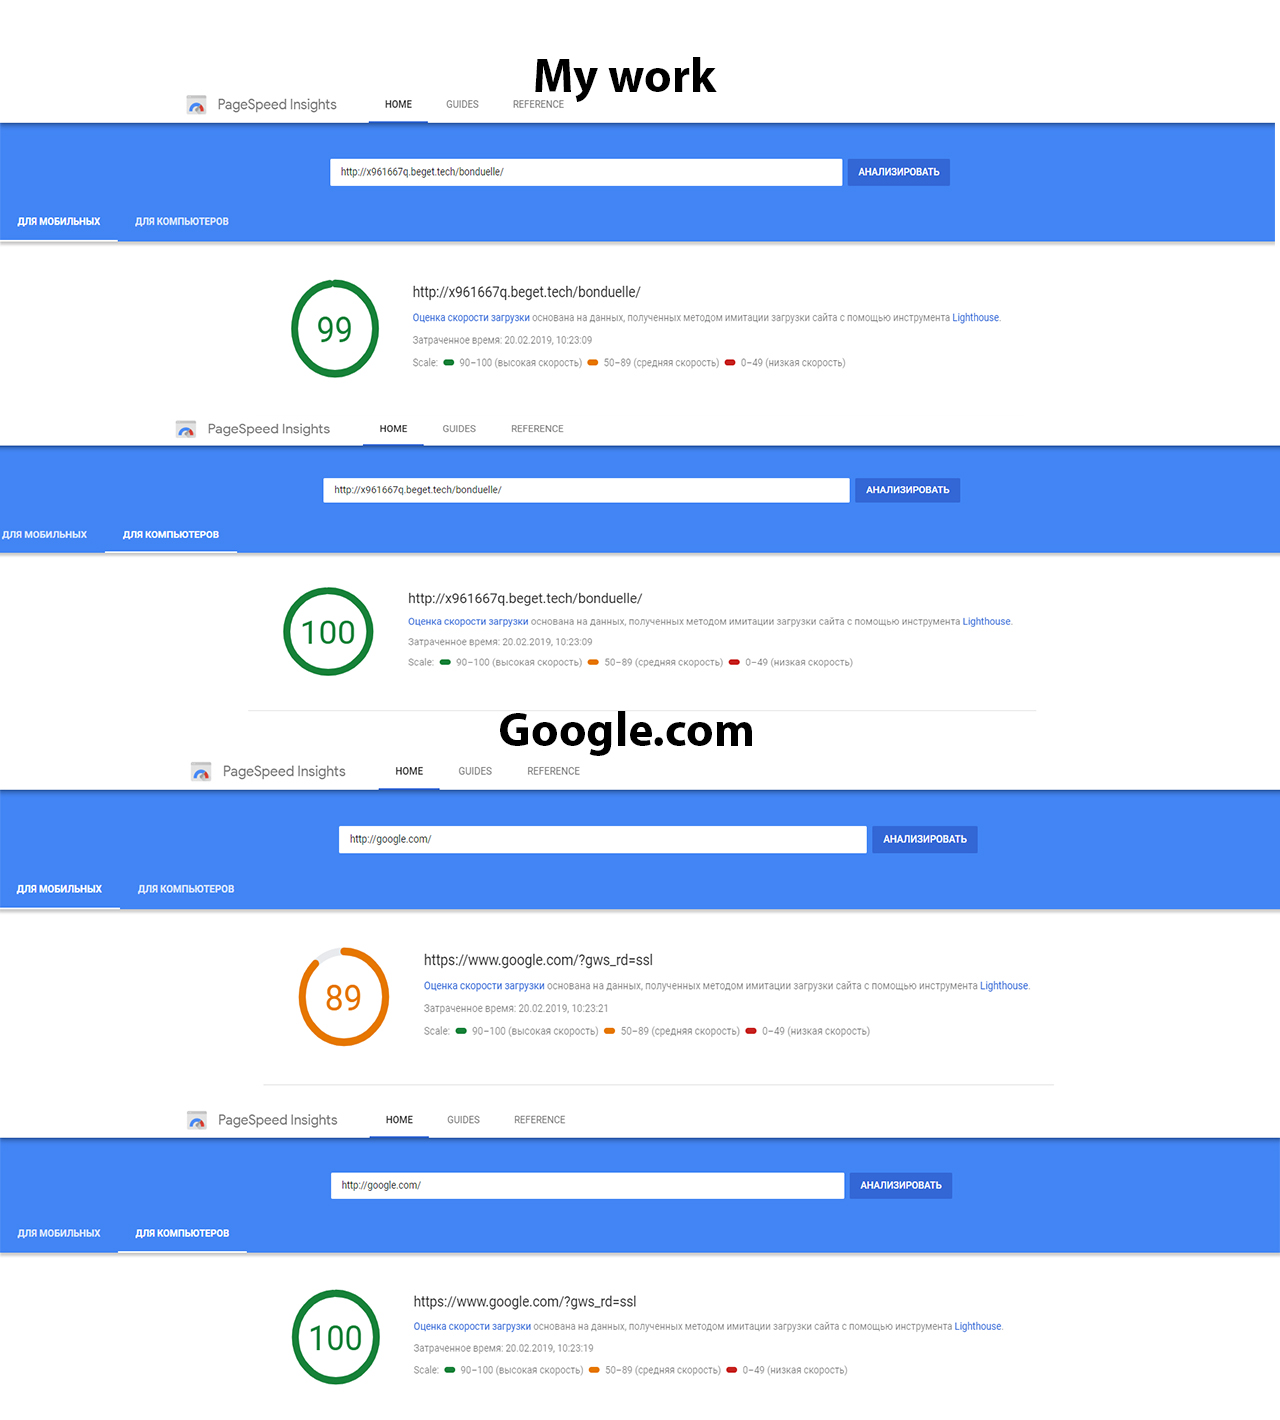 My work
PageSpeed Insights HOME GUIDES REFERENCE
http://x961667q.beget.tech/bonduelle/ АНАЛИЗИРОВАТЬ
ДЛЯ МОБИЛЬНЫХ ДЛЯ КОМПЬЮТЕРОВ
99
http://x961667q.beget.tech/bonduelle/
Оценка скорости загрузки основана на данных, полученных методом имитации загрузки сайта с помощью инструмента Lighthouse.
Затраченное время: 20.02.2019, 10:23:09
Scale: 90–100 (высокая скорость) 50–89 (средняя скорость) 0–49 (низкая скорость)
PageSpeed Insights HOME GUIDES REFERENCE
http://x961667q.beget.tech/bonduelle/ АНАЛИЗИРОВАТЬ
ДЛЯ МОБИЛЬНЫХ ДЛЯ КОМПЬЮТЕРОВ
100
http://x961667q.beget.tech/bonduelle/
Оценка скорости загрузки основана на данных, полученных методом имитации загрузки сайта с помощью инструмента Lighthouse.
Затраченное время: 20.02.2019, 10:23:09
Scale: 90–100 (высокая скорость) 50–89 (средняя скорость) 0–49 (низкая скорость)
Google.com
PageSpeed Insights HOME GUIDES REFERENCE
http://google.com/ АНАЛИЗИРОВАТЬ
ДЛЯ МОБИЛЬНЫХ ДЛЯ КОМПЬЮТЕРОВ
89
https://www.google.com/?gws_rd=ssl
Оценка скорости загрузки основана на данных, полученных методом имитации загрузки сайта с помощью инструмента Lighthouse.
Затраченное время: 20.02.2019, 10:23:21
Scale: 90–100 (высокая скорость) 50–89 (средняя скорость) 0–49 (низкая скорость)
PageSpeed Insights HOME GUIDES REFERENCE
http://google.com/ АНАЛИЗИРОВАТЬ
ДЛЯ МОБИЛЬНЫХ ДЛЯ КОМПЬЮТЕРОВ
100
https://www.google.com/?gws_rd=ssl
Оценка скорости загрузки основана на данных, полученных методом имитации загрузки сайта с помощью инструмента Lighthouse.
Затраченное время: 20.02.2019, 10:23:19
Scale: 90–100 (высокая скорость) 50–89 (средняя скорость) 0–49 (низкая скорость)